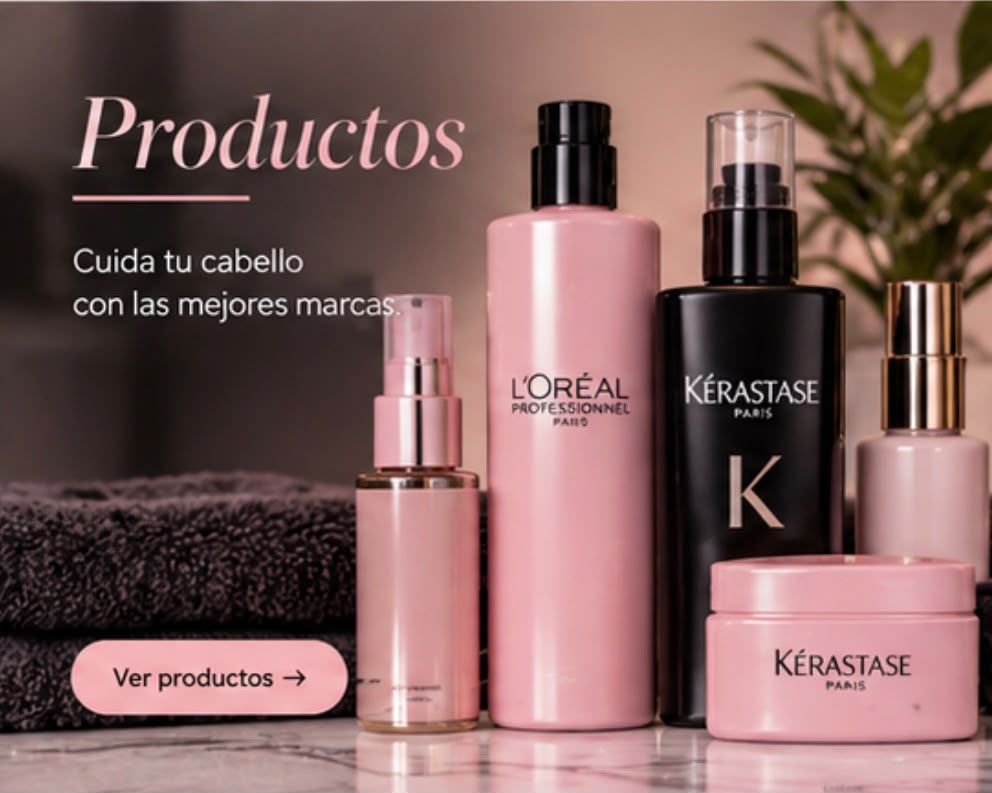 Productos
Cuida tu cabello
con las mejores marcas.
L'ORÉAL
PROFESSIONNEL
PARIS
KÉRASTASE
PARIS
K
KÉRASTASE
PARIS
Ver productos →